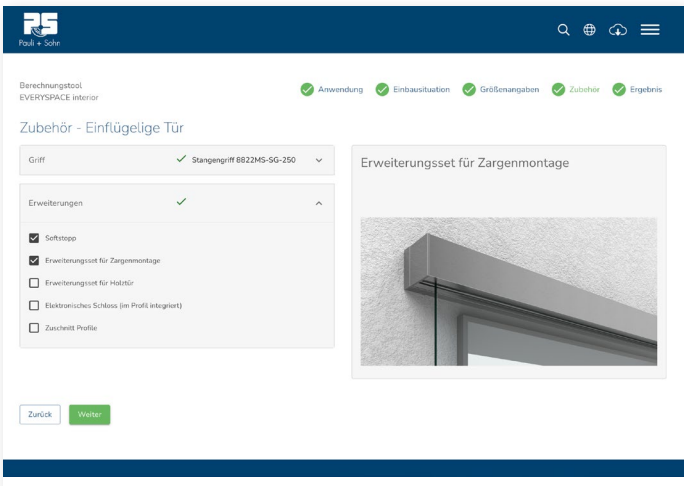 PS
Pauli + Sohn
Berechnungstool
EVERYSPACE interior
Anwendung
Einbausituation
Größenangaben
Zubehör
Ergebnis
Zubehör - Einflügelige Tür
Griff
Stangengriff 8822MS-SG-250
Erweiterungsset für Zargenmontage
Erweiterungen
Softstopp
Erweiterungsset für Zargenmontage
Erweiterungsset für Holztür
Elektronisches Schloss (im Profil integriert)
Zuschnitt Profile
Zurück
Weiter